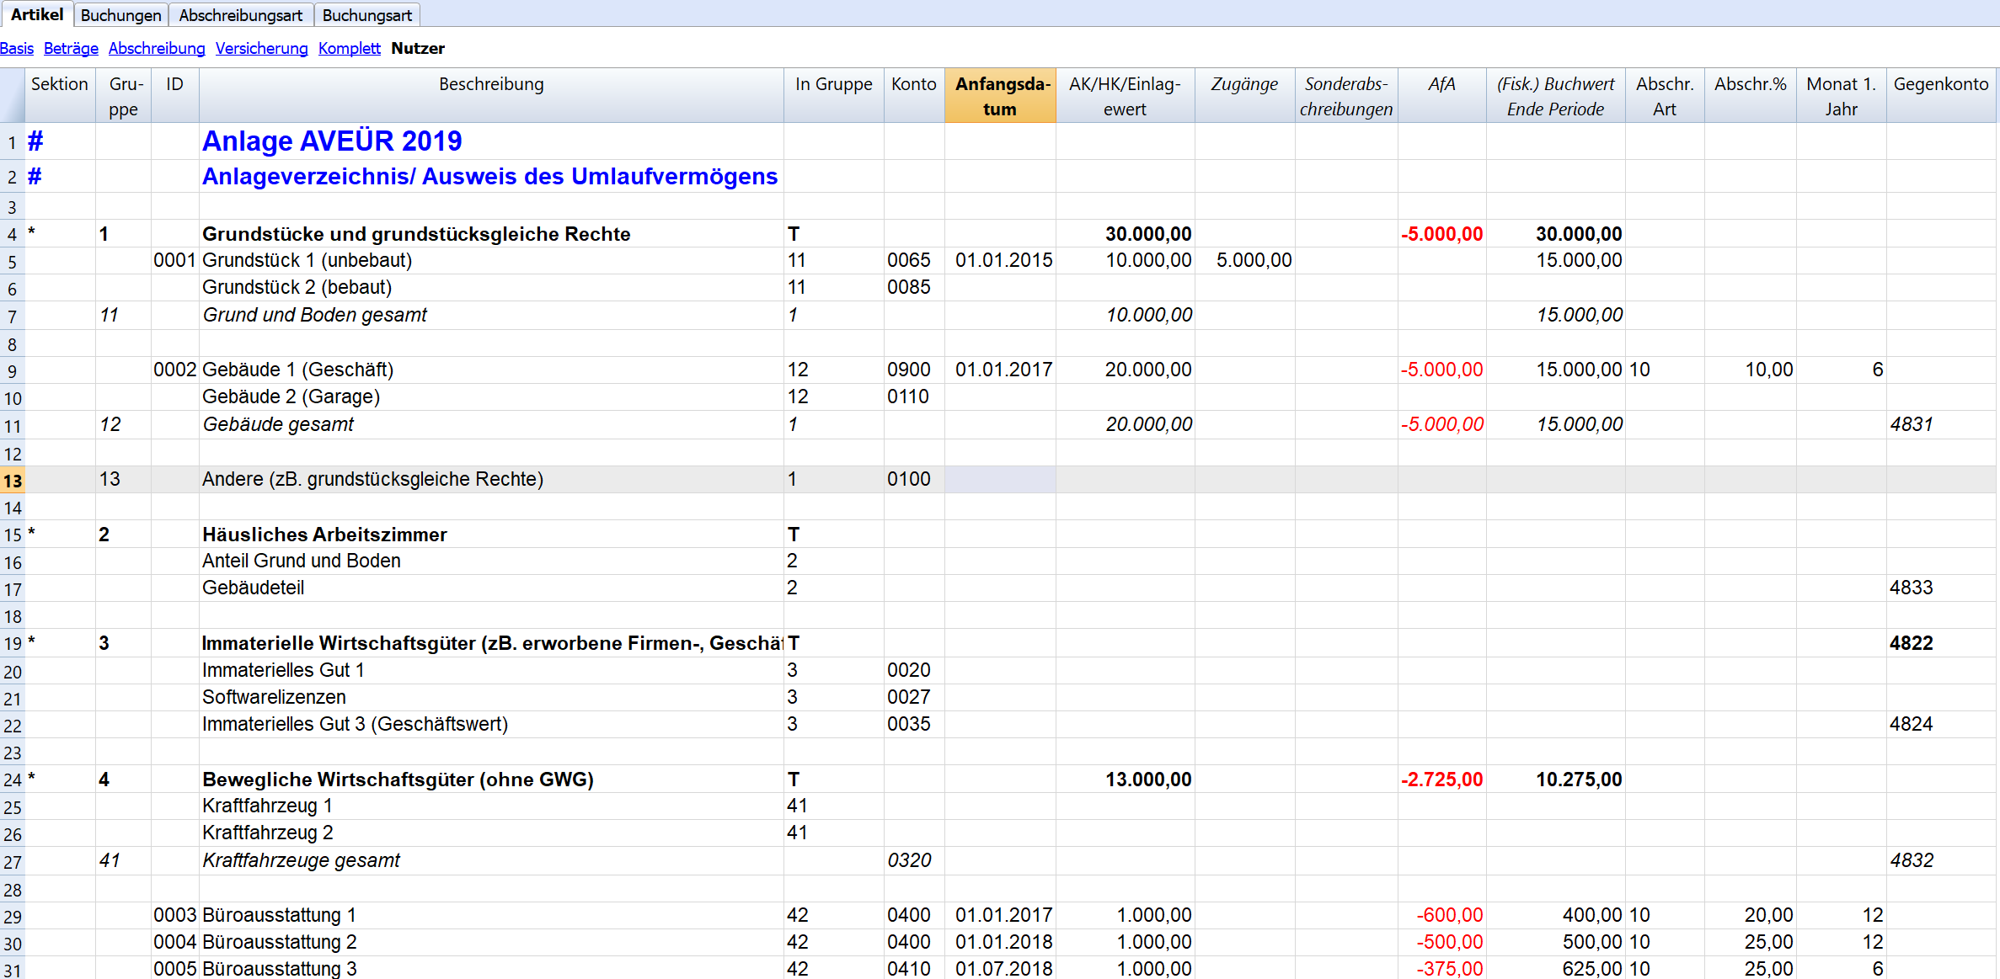 Artikel Buchungen Abschreibungsart Buchungsart
Basis Beträge Abschreibung Versicherung Komplett Nutzer
Sektion Gru-ppe ID Beschreibung In Gruppe Konto Anfangsda-tum AK/HK/Einlag-ewert Zugänge Sonderabs-chreibungen AfA (Fisk.) Buchwert Ende Periode Abschr. Art Abschr.% Monat 1. Jahr Gegenkonto
1 # Anlage AVEÜR 2019
2 # Anlageverzeichnis/ Ausweis des Umlaufvermögens
3
4 * 1 Grundstücke und grundstücksgleiche Rechte T 30.000,00 -5.000,00 30.000,00
5 0001 Grundstück 1 (unbebaut) 11 0065 01.01.2015 10.000,00 5.000,00 15.000,00
6 Grundstück 2 (bebaut) 11 0085
7 11 Grund und Boden gesamt 1 10.000,00 15.000,00
8
9 0002 Gebäude 1 (Geschäft) 12 0900 01.01.2017 20.000,00 -5.000,00 15.000,00 10 10,00 6
10 Gebäude 2 (Garage) 12 0110
11 12 Gebäude gesamt 1 20.000,00 -5.000,00 15.000,00 4831
12
13 13 Andere (zB. grundstücksgleiche Rechte) 1 0100
14
15 * 2 Häusliches Arbeitszimmer T
16 Anteil Grund und Boden 2
17 Gebäudeteil 2 4833
18
19 * 3 Immaterielle Wirtschaftsgüter (zB. erworbene Firmen-, Geschäf T 4822
20 Immaterielles Gut 1 3 0020
21 Softwarelizenzen 3 0027
22 Immaterielles Gut 3 (Geschäftswert) 3 0035 4824
23
24 * 4 Bewegliche Wirtschaftsgüter (ohne GWG) T 13.000,00 -2.725,00 10.275,00
25 Kraftfahrzeug 1 41
26 Kraftfahrzeug 2 41
27 41 Kraftfahrzeuge gesamt 0320 4832
28
29 0003 Büroausstattung 1 42 0400 01.01.2017 1.000,00 -600,00 400,00 10 20,00 12
30 0004 Büroausstattung 2 42 0400 01.01.2018 1.000,00 -500,00 500,00 10 25,00 12
31 0005 Büroausstattung 3 42 0410 01.07.2018 1.000,00 -375,00 625,00 10 25,00 6